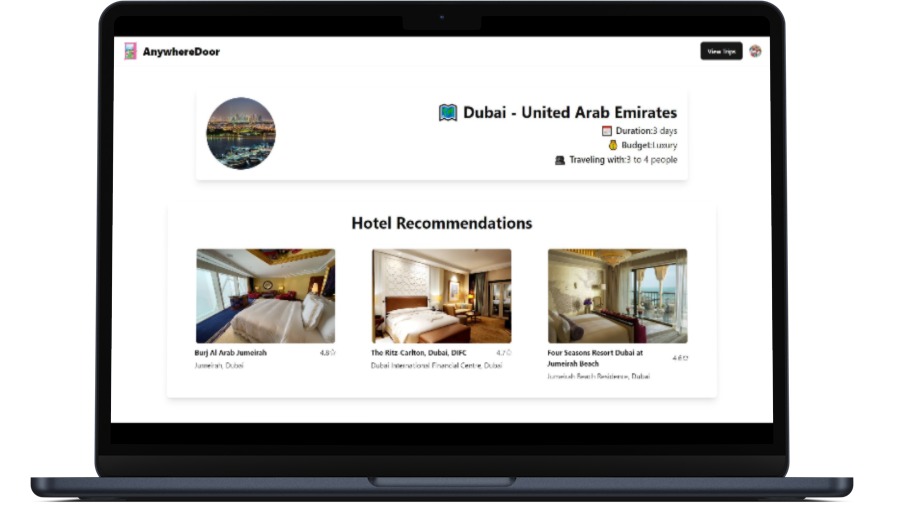 AnywhereDoor
View Trips
Dubai - United Arab Emirates
Duration:3 days
Budget:Luxury
Traveling with:3 to 4 people
Hotel Recommendations
Burj Al Arab Jumeirah 4.8☆
Jumeirah, Dubai
The Ritz-Carlton, Dubai, DIFC 4.7☆
Dubai International Financial Centre, Dubai
Four Seasons Resort Dubai at
Jumeirah Beach 4.6☆
Jumeirah Beach Residence, Dubai